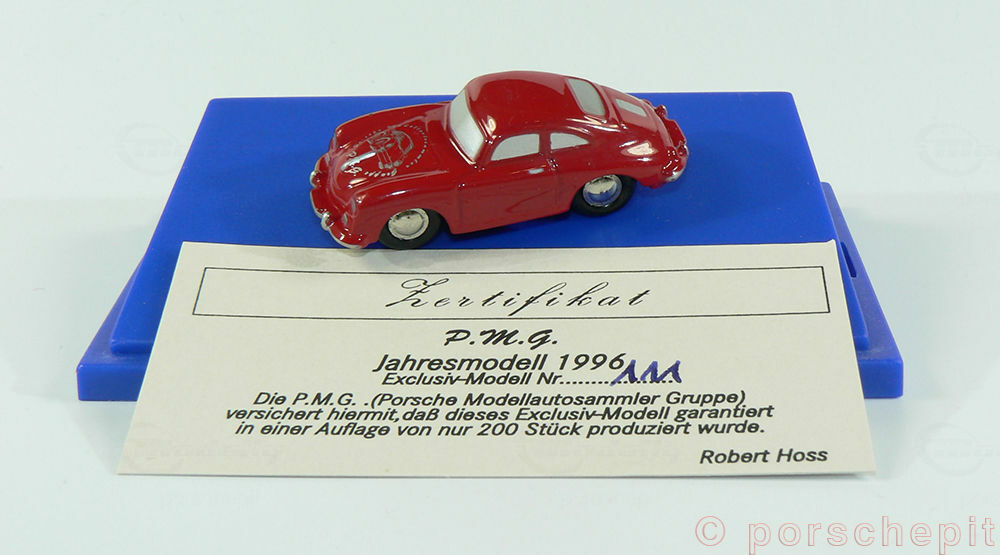 P.M.G.
Zertifikat
P.M.G.
Jahresmodell 1996
Exclusiv-Modell Nr............111
Die P.M.G. .(Porsche Modellautosammler Gruppe)
versichert hiermit,daß dieses Exclusiv-Modell garantiert
in einer Auflage von nur 200 Stück produziert wurde.
Robert Hoss
© porschepit